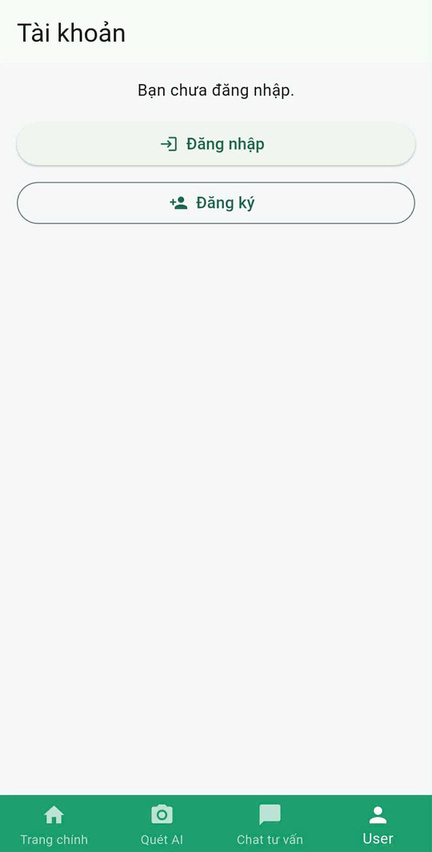 Tài khoản
Bạn chưa đăng nhập.
Đăng nhập
Đăng ký
Trang chính
Quét AI
Chat tư vấn
User